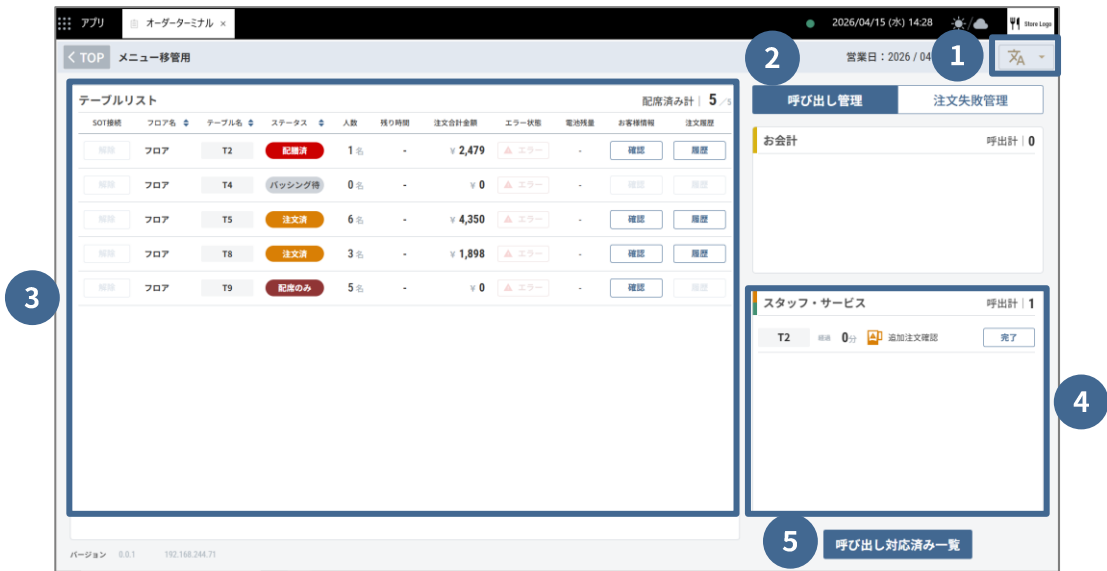 アプリ オーダーターミナル × 2026/04/15 (水) 14:28 Store Logo
< TOP メニュー移管用 営業日：2026 / 04 1 文A
2
テーブルリスト 配席済み計 | 5 / 5
呼び出し管理 注文失敗管理
SOT接続 フロア名 テーブル名 ステータス 人数 残り時間 注文合計金額 エラー状態 電池残量 お客様情報 注文履歴
解除 フロア T2 配膳済 1 名 - ¥ 2,479 エラー - 確認 履歴
解除 フロア T4 バッシング待 0 名 - ¥ 0 エラー - 確認 履歴
解除 フロア T5 注文済 6 名 - ¥ 4,350 エラー - 確認 履歴
解除 フロア T8 注文済 3 名 - ¥ 1,898 エラー - 確認 履歴
解除 フロア T9 配席のみ 5 名 - ¥ 0 エラー - 確認 履歴
3
お会計 呼出計 | 0
スタッフ・サービス 呼出計 | 1
T2 経過 0分 追加注文確認 完了
4
5 呼び出し対応済み一覧
バージョン 0.0.1 192.168.244.71